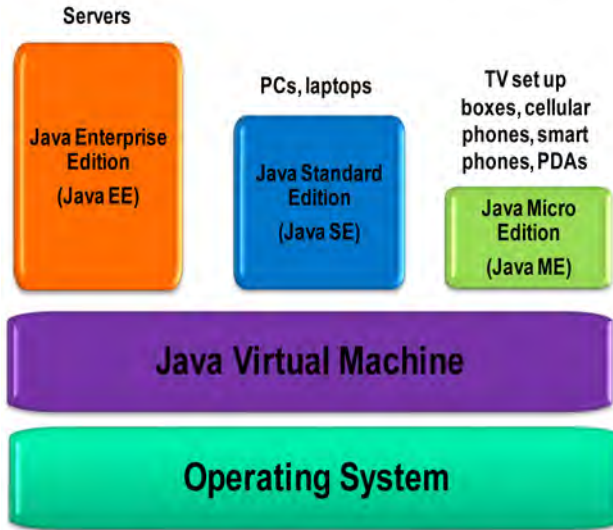 Servers
Java Enterprise
Edition
(Java EE)
PCs, laptops
Java Standard
Edition
(Java SE)
TV set up
boxes, cellular
phones, smart
phones, PDAs
Java Micro
Edition
(Java ME)
Java Virtual Machine
Operating System